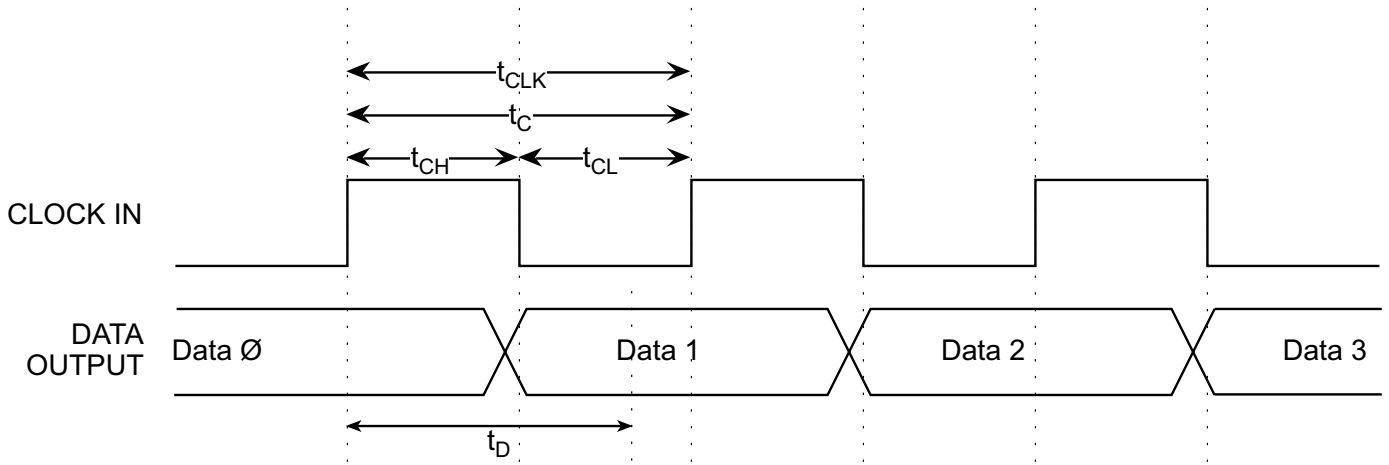 tCLK
tC
tCH
tCL
CLOCK IN
DATA
OUTPUT
Data Ø
Data 1
Data 2
Data 3
tD